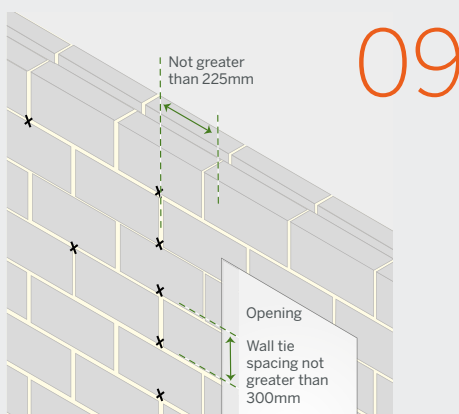 Not greater
than 225mm
09
Opening
Wall tie
spacing not
greater than
300mm